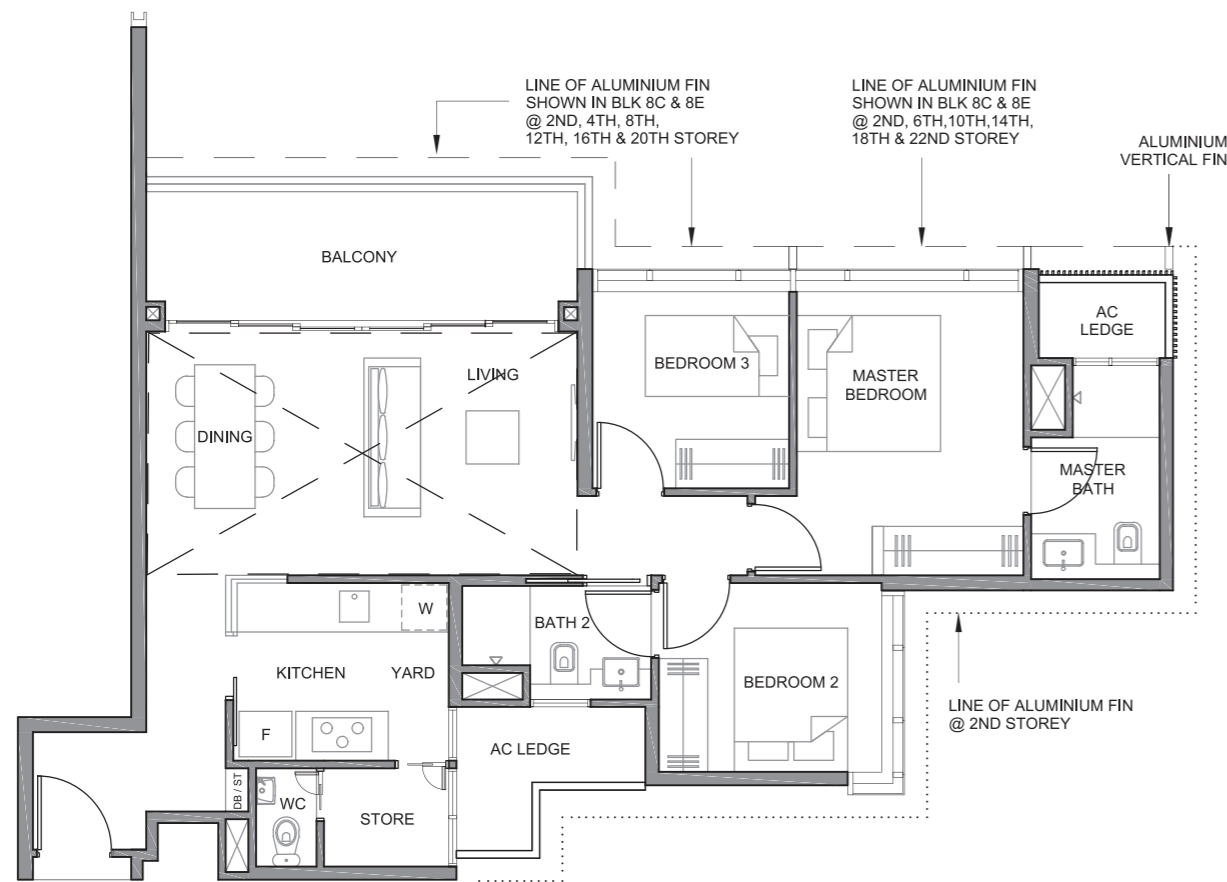 LINE OF ALUMINIUM FIN
SHOWN IN BLK 8C & 8E
@ 2ND, 4TH, 8TH,
12TH, 16TH & 20TH STOREY
LINE OF ALUMINIUM FIN
SHOWN IN BLK 8C & 8E
@ 2ND, 6TH,10TH,14TH,
18TH & 22ND STOREY
ALUMINIUM
VERTICAL FIN
BALCONY
AC
LEDGE
LIVING
BEDROOM 3
MASTER
BEDROOM
DINING
MASTER
BATH
W
BATH 2
KITCHEN
YARD
BEDROOM 2
LINE OF ALUMINIUM FIN
@ 2ND STOREY
F
AC LEDGE
DB / ST
WC
STORE